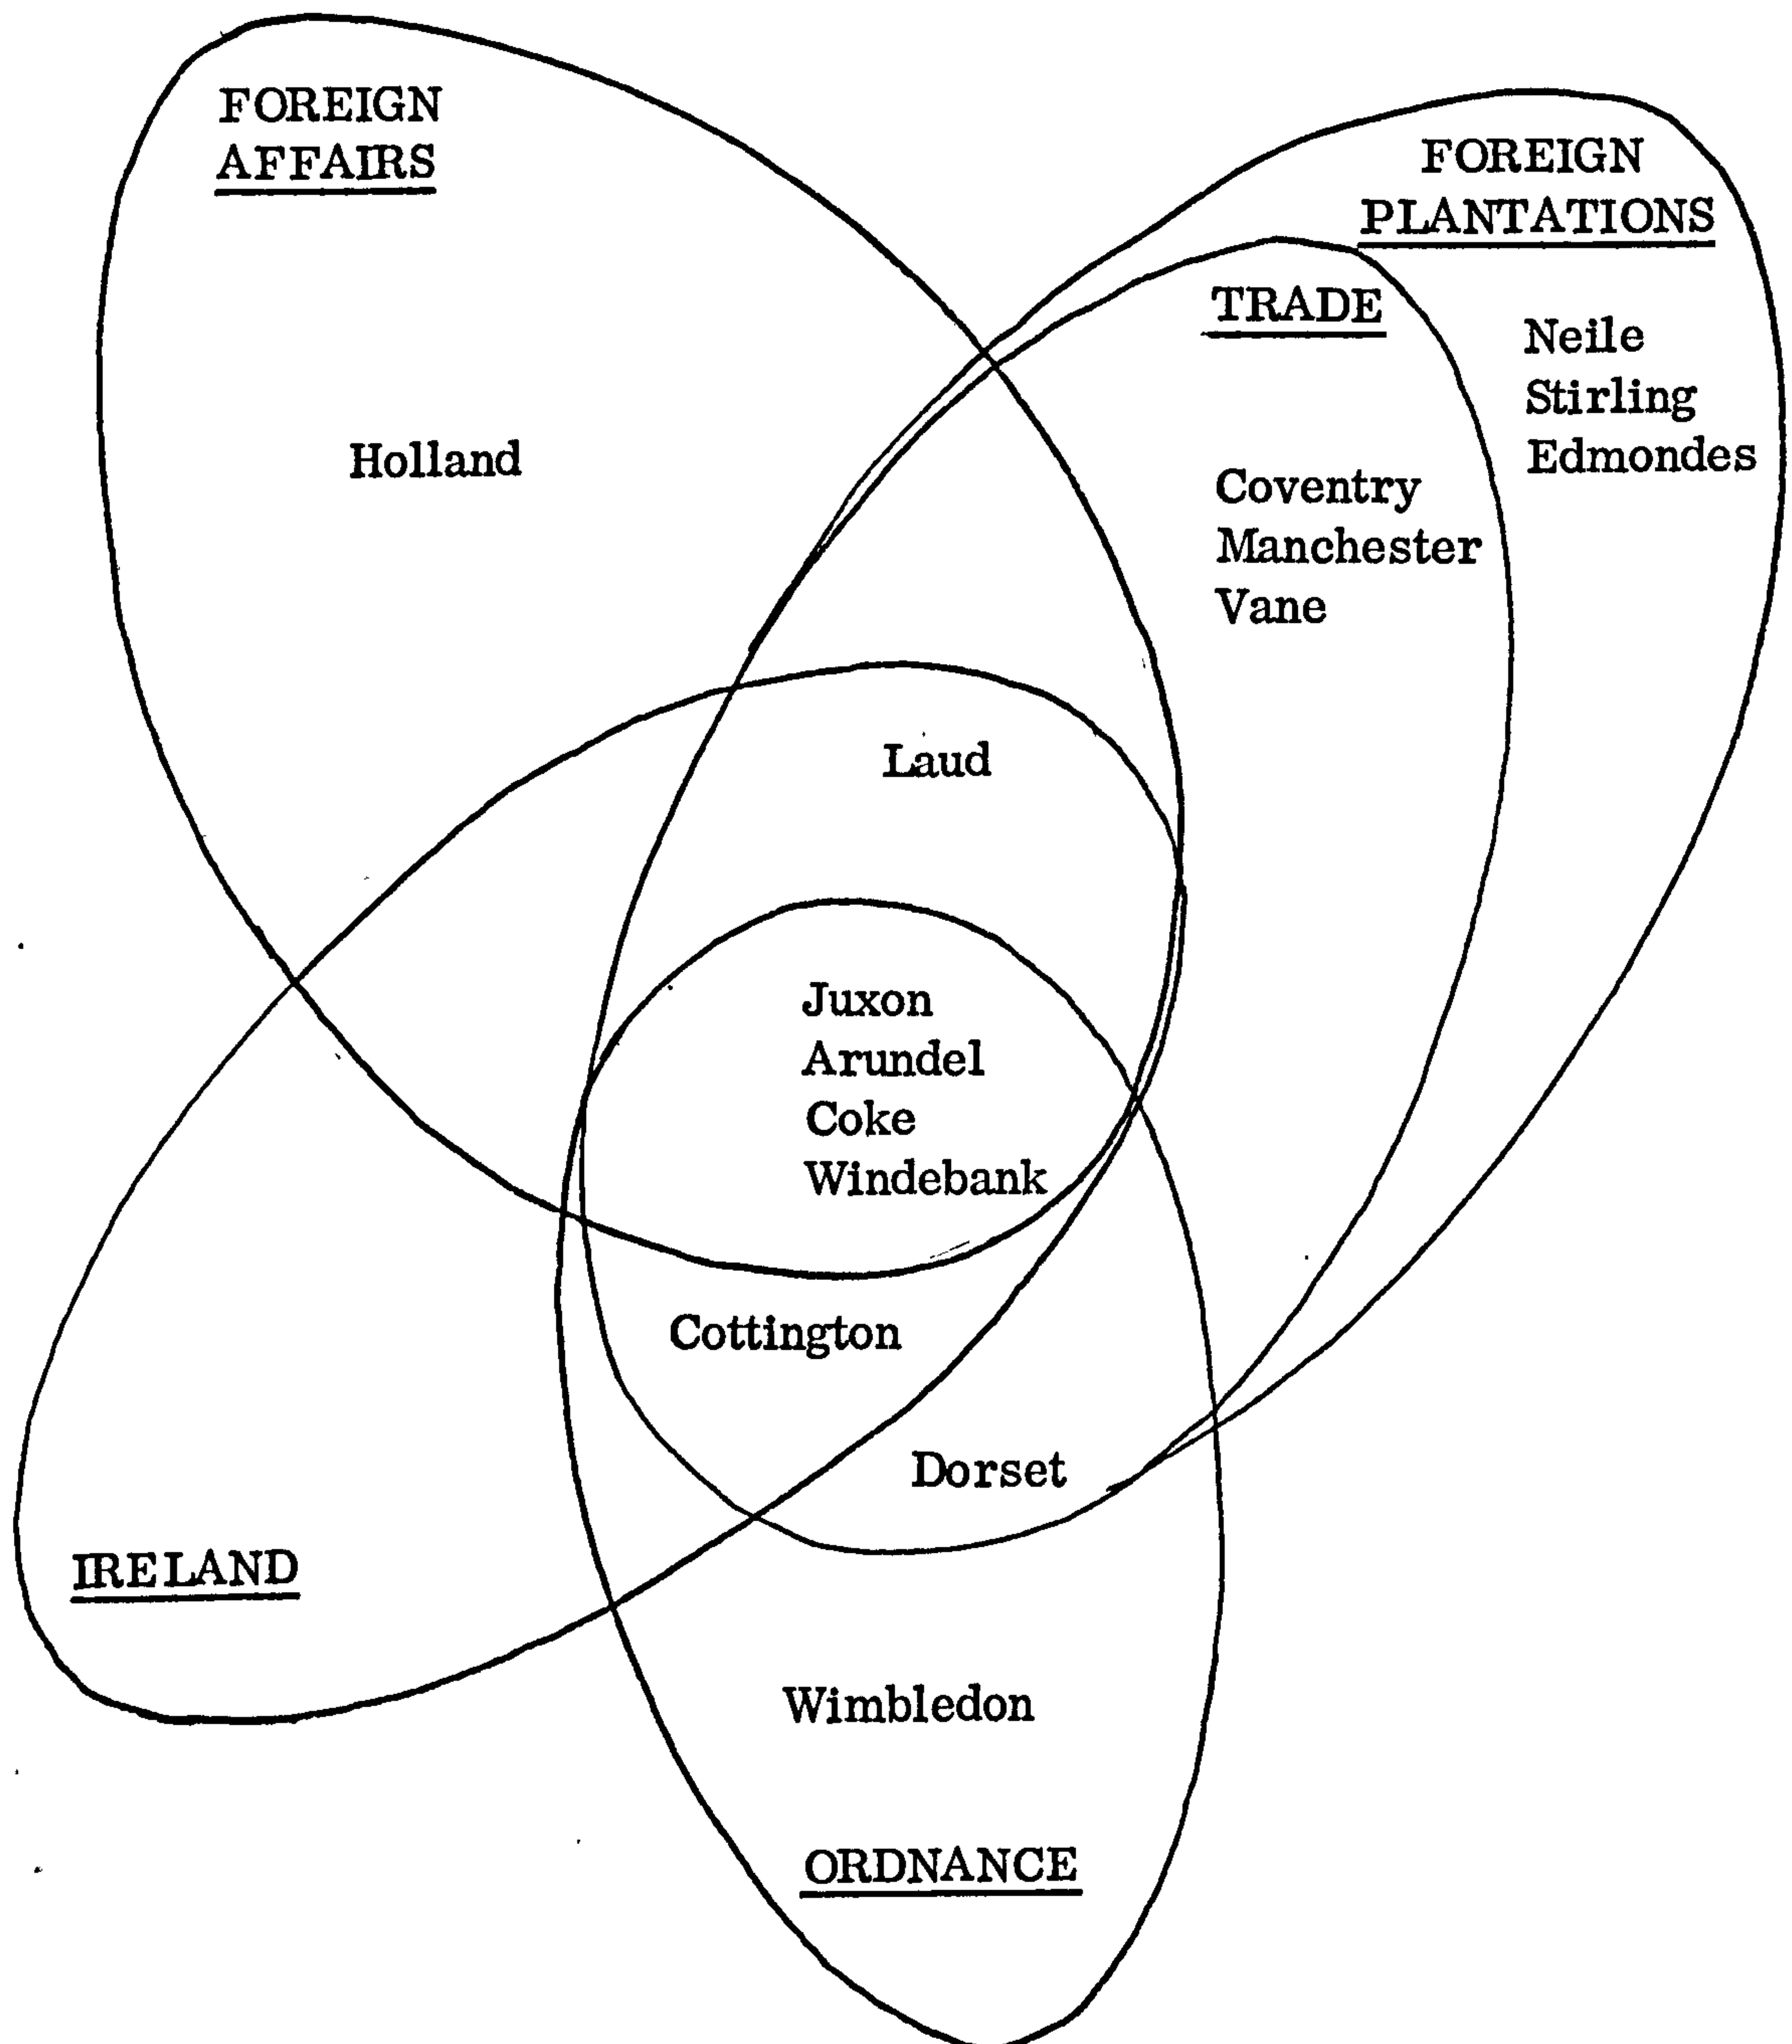 FOREIGN
AFFAIRS
FOREIGN
PLANTATIONS
TRADE
Neile
Stirling
Edmondes
Holland
Coventry
Manchester
Vane
Laud
Juxon
Arundel
Coke
Windebank
Cottington
Dorset
IRELAND
Wimbledon
ORDNANCE